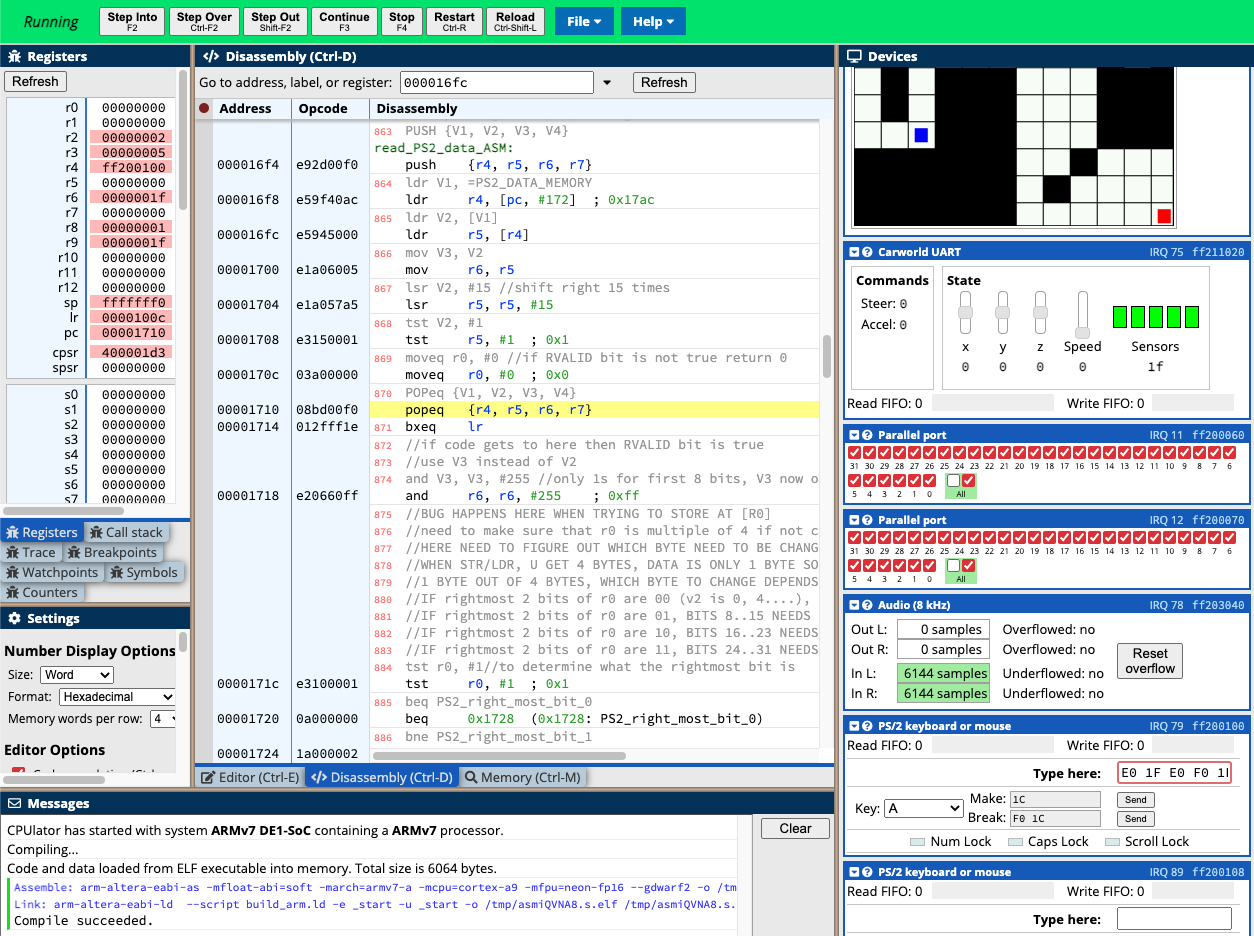 Running
Step Into
F2
Step Over
Ctrl-F2
Step Out
Shift-F2
Continue
F3
Stop
F4
Restart
Ctrl-R
Reload
Ctrl-Shift-L
File
Help
Registers
Refresh
r0 00000000
r1 00000000
r2 00000002
r3 00000005
r4 ff200100
r5 00000000
r6 0000001f
r7 00000000
r8 00000001
r9 0000001f
r10 00000000
r11 00000000
r12 00000000
sp fffffff0
lr 0000100c
pc 00001710
cpsr 400001d3
spsr 00000000
s0 00000000
s1 00000000
s2 00000000
s3 00000000
s4 00000000
s5 00000000
s6 00000000
s7 00000000
Registers Call stack
Trace Breakpoints
Watchpoints Symbols
Counters
Settings
Number Display Options
Size: Word
Format: Hexadecimal
Memory words per row: 4
Editor Options
Disassembly (Ctrl-D)
Go to address, label, or register: 000016fc Refresh
Address Opcode Disassembly
863 PUSH {V1, V2, V3, V4}
read_PS2_data_ASM:
000016f4 e92d00f0 push {r4, r5, r6, r7}
864 ldr V1, =PS2_DATA_MEMORY
000016f8 e59f40ac ldr r4, [pc, #172] ; 0x17ac
865 ldr V2, [V1]
000016fc e5945000 ldr r5, [r4]
866 mov V3, V2
00001700 e1a06005 mov r6, r5
867 lsr V2, #15 //shift right 15 times
00001704 e1a057a5 lsr r5, r5, #15
868 tst V2, #1
00001708 e3150001 tst r5, #1 ; 0x1
869 moveq r0, #0 //if RVALID bit is not true return 0
0000170c 03a00000 moveq r0, #0 ; 0x0
870 POPeq {V1, V2, V3, V4}
00001710 08bd00f0 popeq {r4, r5, r6, r7}
00001714 012fff1e 871 bxeq lr
872 //if code gets to here then RVALID bit is true
873 //use V3 instead of V2
874 and V3, V3, #255 //only 1s for first 8 bits, V3 now o
00001718 e20660ff and r6, r6, #255 ; 0xff
875 //BUG HAPPENS HERE WHEN TRYING TO STORE AT [R0]
876 //need to make sure that r0 is multiple of 4 if not c
877 //HERE NEED TO FIGURE OUT WHICH BYTE NEED TO BE CHANG
878 //WHEN STR/LDR, U GET 4 BYTES, DATA IS ONLY 1 BYTE SO
879 //1 BYTE OUT OF 4 BYTES, WHICH BYTE TO CHANGE DEPENDS
880 //IF rightmost 2 bits of r0 are 00 (v2 is 0, 4....),
881 //IF rightmost 2 bits of r0 are 01, BITS 8..15 NEEDS
882 //IF rightmost 2 bits of r0 are 10, BITS 16..23 NEEDS
883 //IF rightmost 2 bits of r0 are 11, BITS 24..31 NEEDS
884 tst r0, #1//to determine what the rightmost bit is
0000171c e3100001 tst r0, #1 ; 0x1
885 beq PS2_right_most_bit_0
00001720 0a000000 beq 0x1728 (0x1728: PS2_right_most_bit_0)
886 bne PS2_right_most_bit_1
00001724 1a000002
Editor (Ctrl-E) Disassembly (Ctrl-D) Memory (Ctrl-M)
Messages
Clear
CPUlator has started with system ARMv7 DE1-SoC containing a ARMv7 processor.
Compiling...
Code and data loaded from ELF executable into memory. Total size is 6064 bytes.
Assemble: arm-altera-eabi-as -mfloat-abi=soft -march=armv7-a -mcpu=cortex-a9 -mfpu=neon-fp16 --gdwarf2 -o /tm
Link: arm-altera-eabi-ld --script build_arm.ld -e _start -u _start -o /tmp/asmiQVNA8.s.elf /tmp/asmiQVNA8.s.
Compile succeeded.
Devices
Carworld UART IRQ 75 ff211020
Commands
Steer: 0
Accel: 0
State
x y z Speed Sensors
0 0 0 0 1f
Read FIFO: 0 Write FIFO: 0
Parallel port IRQ 11 ff200060
31 30 29 28 27 26 25 24 23 22 21 20 19 18 17 16 15 14 13 12 11 10 9 8 7 6
5 4 3 2 1 0 All
Parallel port IRQ 12 ff200070
31 30 29 28 27 26 25 24 23 22 21 20 19 18 17 16 15 14 13 12 11 10 9 8 7 6
5 4 3 2 1 0 All
Audio (8 kHz) IRQ 78 ff203040
Out L: 0 samples Overflowed: no
Out R: 0 samples Overflowed: no
In L: 6144 samples Underflowed: no
In R: 6144 samples Underflowed: no
Reset
overflow
PS/2 keyboard or mouse IRQ 79 ff200100
Read FIFO: 0 Write FIFO: 0
Type here: E0 1F E0 F0
Key: A
Make: 1C Send
Break: F0 1C Send
Num Lock Caps Lock Scroll Lock
PS/2 keyboard or mouse IRQ 89 ff200108
Read FIFO: 0 Write FIFO: 0
Type here: